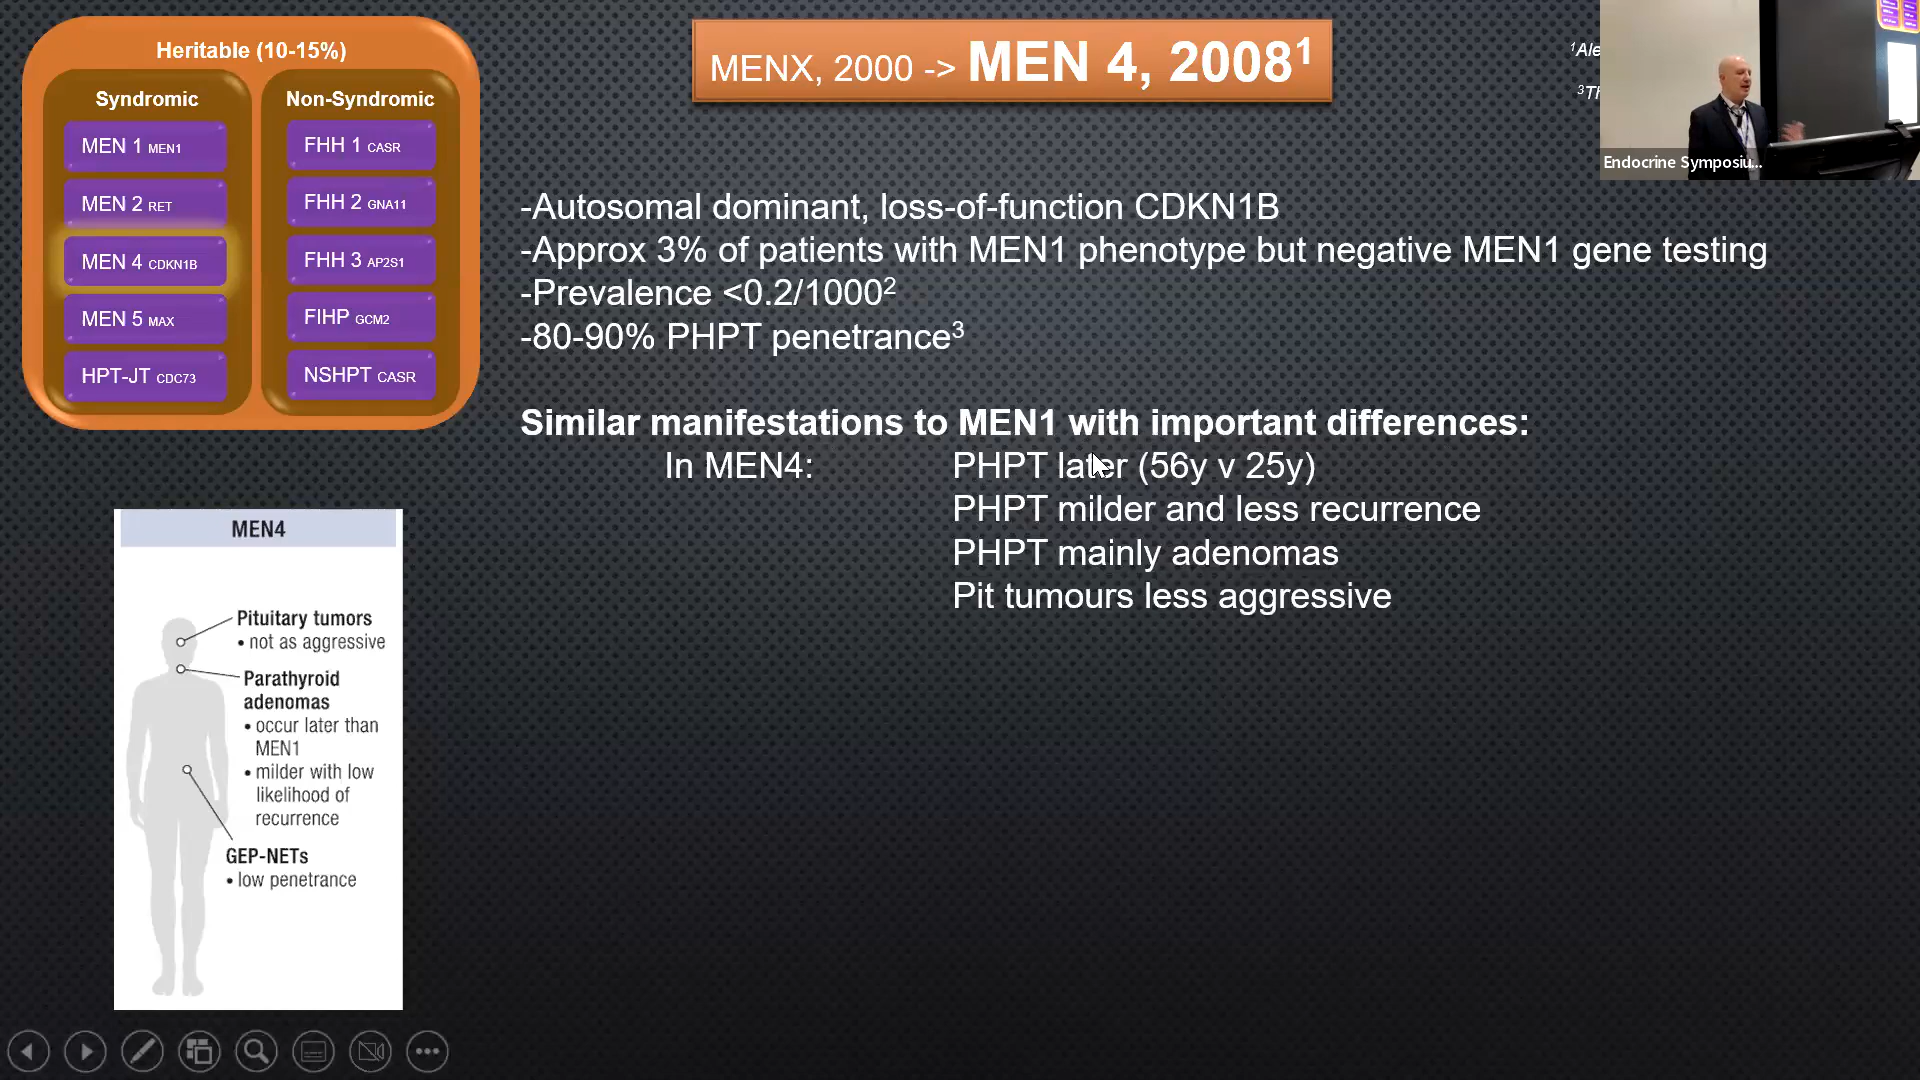 Heritable (10-15%)
Syndromic
MEN 1 MEN1
MEN 2 RET
MEN 4 CDKN1B
MEN 5 MAX
HPT-JT CDC73
Non-Syndromic
FHH 1 CASR
FHH 2 GNA11
FHH 3 AP2S1
FIHP GCM2
NSHPT CASR
MENX, 2000 -> MEN 4, 2008¹
¹Ale
³Th
Endocrine Symposiu...
-Autosomal dominant, loss-of-function CDKN1B
-Approx 3% of patients with MEN1 phenotype but negative MEN1 gene testing
-Prevalence <0.2/1000²
-80-90% PHPT penetrance³
Similar manifestations to MEN1 with important differences:
In MEN4: PHPT later (56y v 25y)
PHPT milder and less recurrence
PHPT mainly adenomas
Pit tumours less aggressive
MEN4
Pituitary tumors
• not as aggressive
Parathyroid
adenomas
• occur later than
MEN1
• milder with low
likelihood of
recurrence
GEP-NETs
• low penetrance